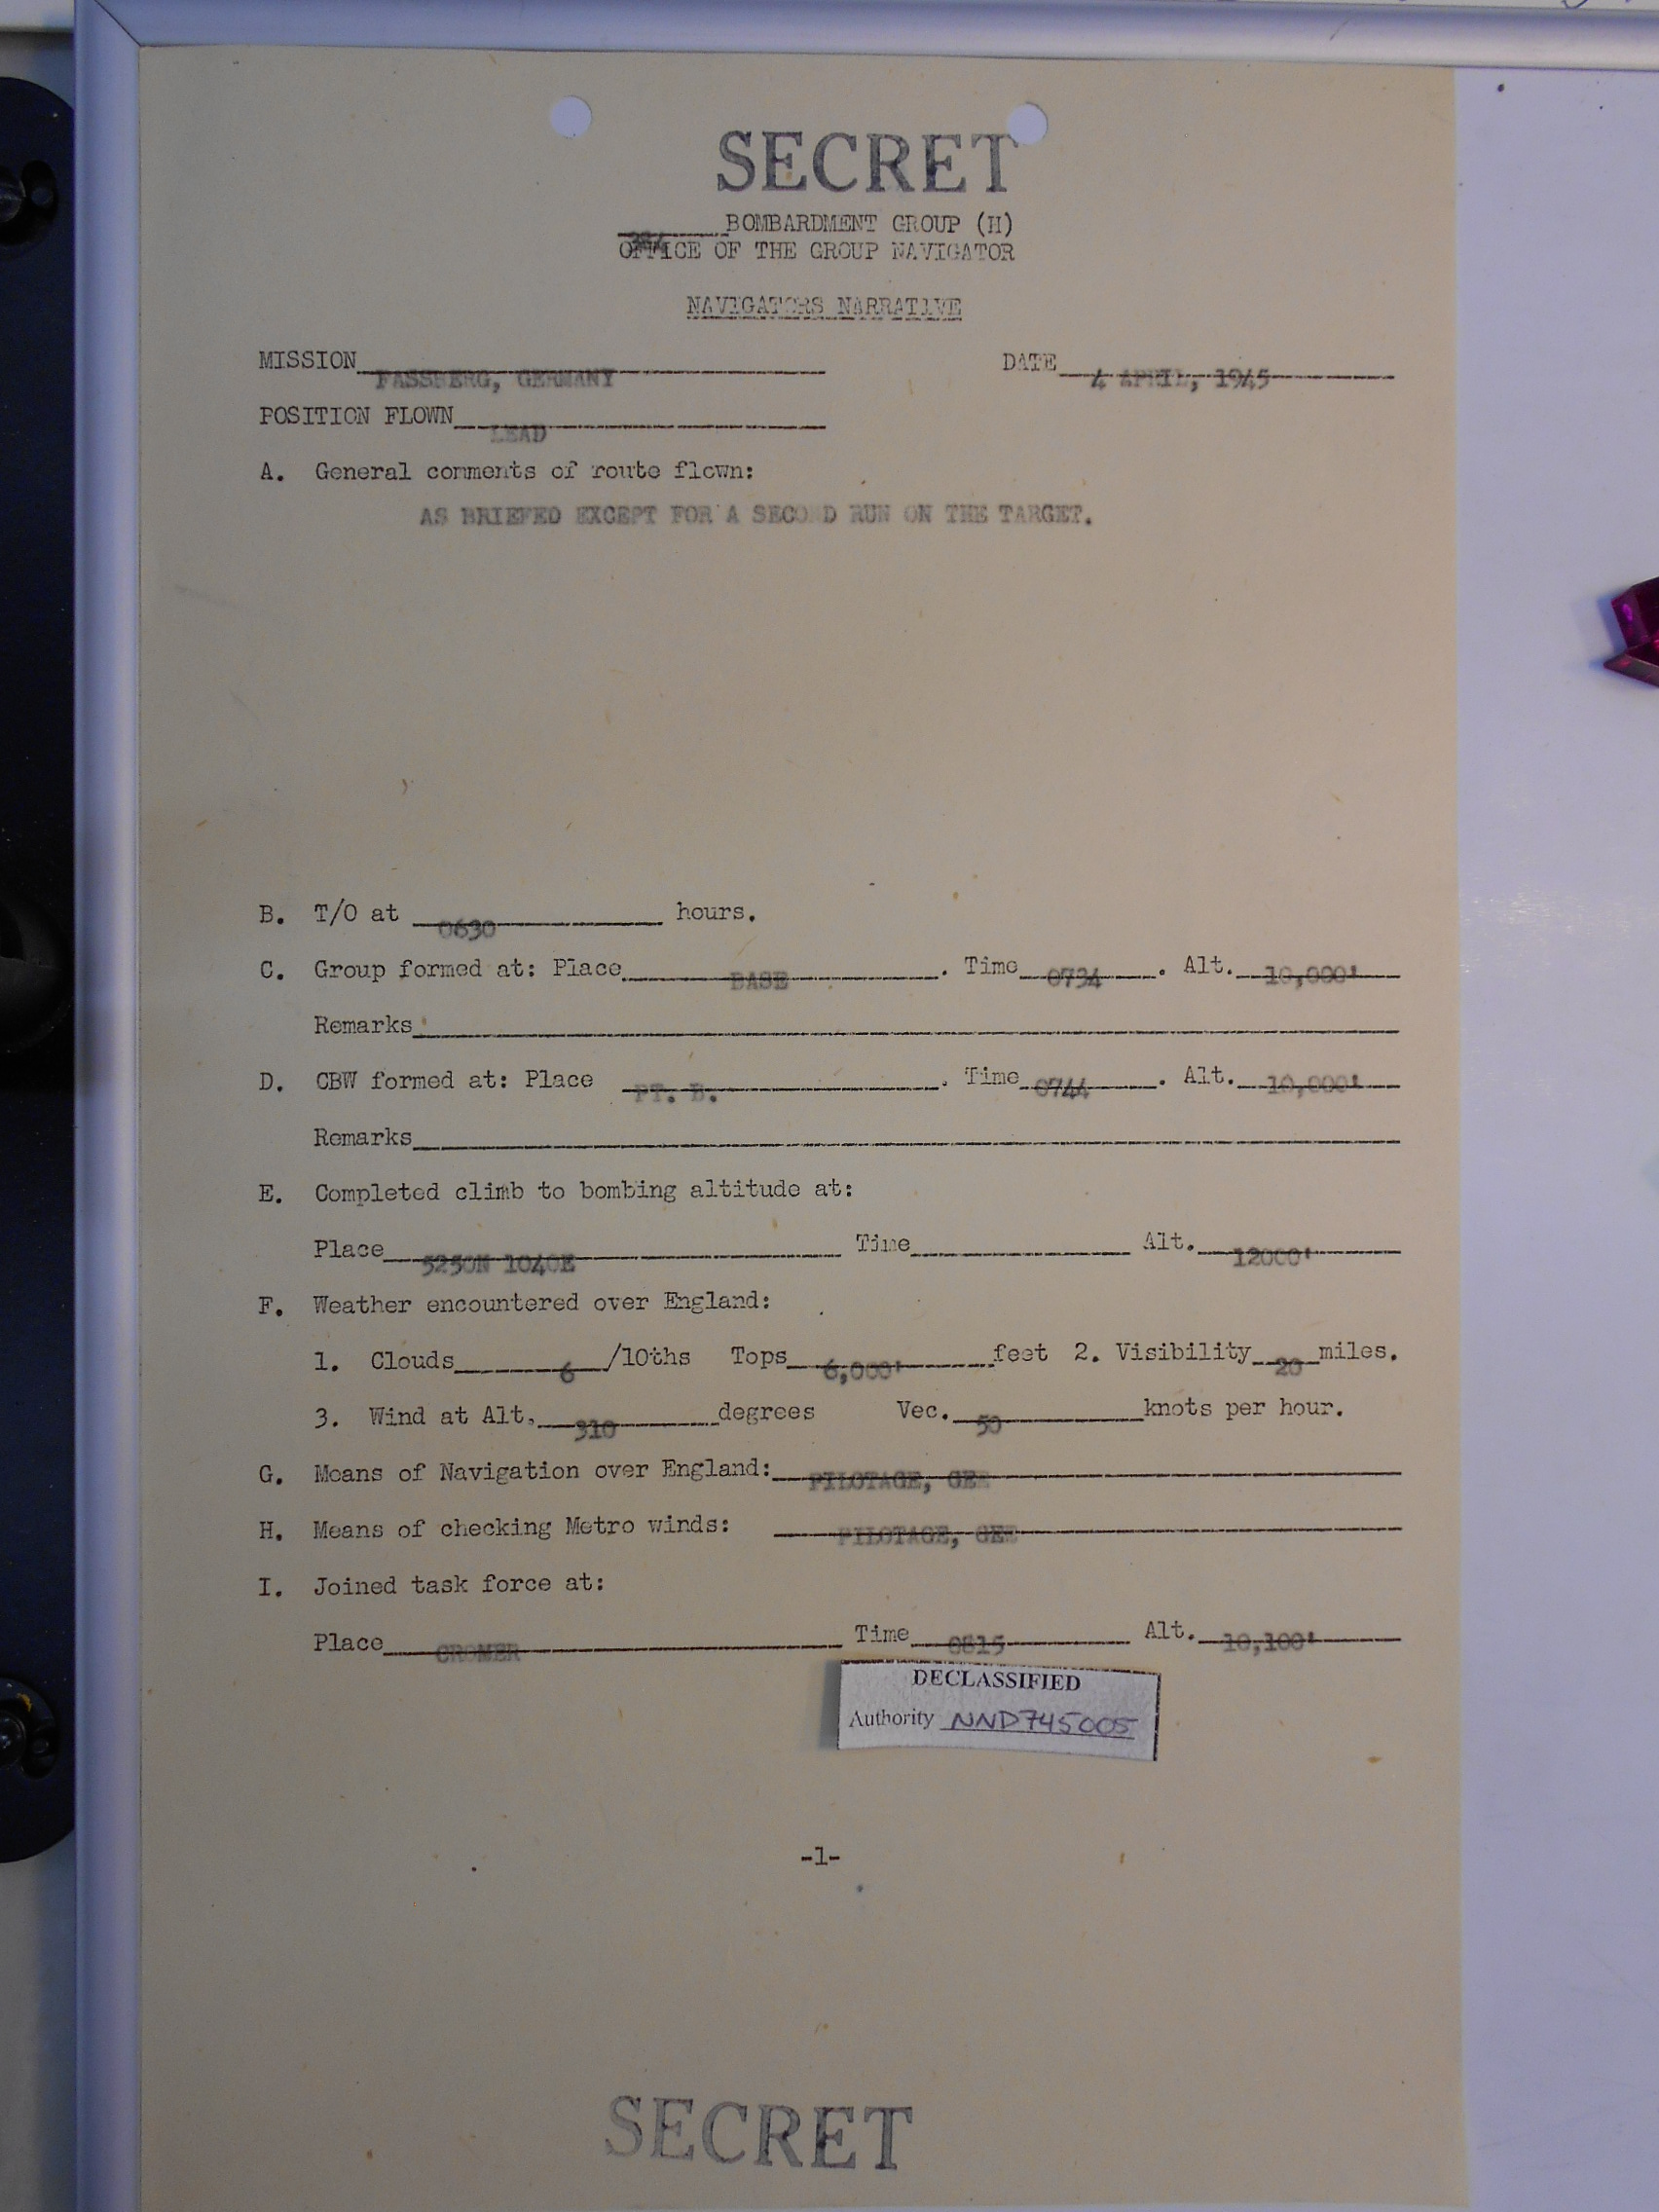 SECRET
BOMBARDMENT GROUP (H)
OFFICE OF THE GROUP NAVIGATOR
NAVIGATORS NARRATIVE
MISSION FASSBERG, GERMANY DATE 4 APRIL, 1945
POSITION FLOWN LEAD
A. General comments of route flown:
AS BRIEFED EXCEPT FOR A SECOND RUN ON THE TARGET.
B. T/O at 0630 hours.
C. Group formed at: Place BASE. Time 0734. Alt. 10,000'
Remarks
D. CBW formed at: Place PT. B. Time 0744. Alt. 10,000'
Remarks
E. Completed climb to bombing altitude at:
Place 5230N 1040E Time Alt. 12000'
F. Weather encountered over England:
1. Clouds 6/10ths Tops 6,000' feet 2. Visibility 20 miles.
3. Wind at Alt. 310 degrees Vec. 50 knots per hour.
G. Means of Navigation over England: PILOTAGE, GEE
H. Means of checking Metro winds: PILOTAGE, GEE
I. Joined task force at:
Place CROMER Time 0815 Alt. 10,100'
DECLASSIFIED
Authority NND745005
-1-
SECRET